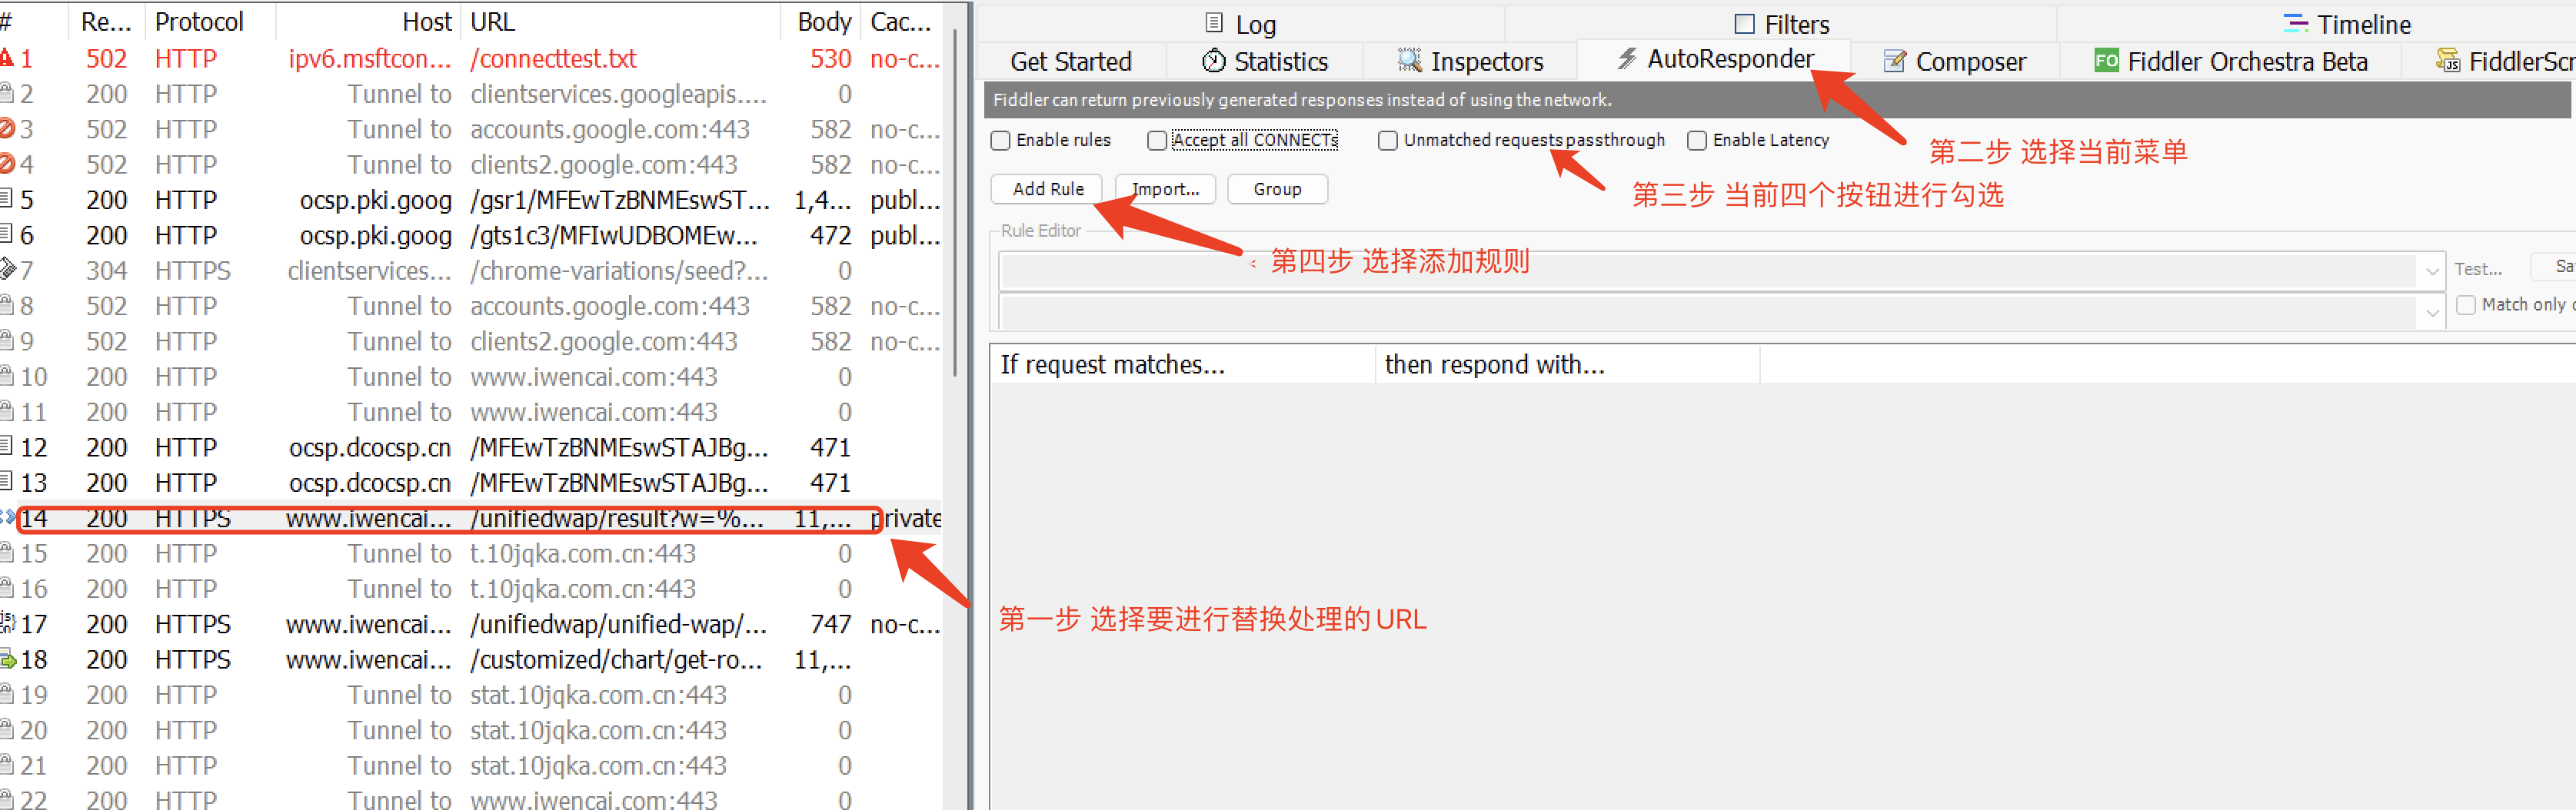 # Re... Protocol Host URL Body Cac...
1 502 HTTP ipv6.msftcon... /connecttest.txt 530 no-c...
2 200 HTTP Tunnel to clientservices.googleapis.... 0
3 502 HTTP Tunnel to accounts.google.com:443 582 no-c...
4 502 HTTP Tunnel to clients2.google.com:443 582 no-c...
5 200 HTTP ocsp.pki.goog /gsr1/MFEwTzBNMEswST... 1,4... publ...
6 200 HTTP ocsp.pki.goog /gts1c3/MFIwUDBOMEw... 472 publ...
7 304 HTTPS clientservices... /chrome-variations/seed?... 0
8 502 HTTP Tunnel to accounts.google.com:443 582 no-c...
9 502 HTTP Tunnel to clients2.google.com:443 582 no-c...
10 200 HTTP Tunnel to www.iwencai.com:443 0
11 200 HTTP Tunnel to www.iwencai.com:443 0
12 200 HTTP ocsp.dcocsp.cn /MFEwTzBNMEswSTAJBg... 471
13 200 HTTP ocsp.dcocsp.cn /MFEwTzBNMEswSTAJBg... 471
14 200 HTTPS www.iwencai... /unifiedwap/result?w=%... 11,... private
15 200 HTTP Tunnel to t.10jqka.com.cn:443 0
16 200 HTTP Tunnel to t.10jqka.com.cn:443 0
17 200 HTTPS www.iwencai... /unifiedwap/unified-wap/... 747 no-c...
18 200 HTTPS www.iwencai... /customized/chart/get-ro... 11,...
19 200 HTTP Tunnel to stat.10jqka.com.cn:443 0
20 200 HTTP Tunnel to stat.10jqka.com.cn:443 0
21 200 HTTP Tunnel to stat.10jqka.com.cn:443 0
22 200 HTTP Tunnel to www.iwencai.com:443 0
Log Filters Timeline
Get Started Statistics Inspectors AutoResponder Composer FO Fiddler Orchestra Beta FiddlerScr
Fiddler can return previously generated responses instead of using the network.
Enable rules Accept all CONNECTs Unmatched requests passthrough Enable Latency
第二步 选择当前菜单
Add Rule Import... Group
第三步 当前四个按钮进行勾选
Rule Editor
第四步 选择添加规则
Test... Sa
Match only
If request matches... then respond with...
第一步 选择要进行替换处理的URL